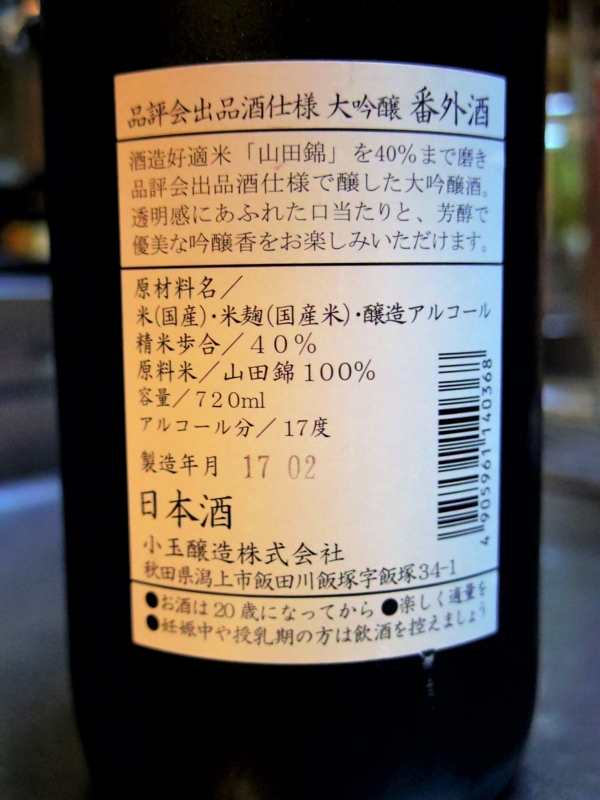 品評会出品酒仕様 大吟醸 番外酒
酒造好適米「山田錦」を40%まで磨き
品評会出品酒仕様で醸した大吟醸酒。
透明感にあふれた口当たりと、芳醇で
優美な吟醸香をお楽しみいただけます。
原材料名／
米(国産)・米麹(国産米)・醸造アルコール
精米歩合／40%
原料米／山田錦100%
容量／720ml
アルコール分／17度
製造年月 17 02
日本酒
小玉醸造株式会社
秋田県潟上市飯田川飯塚字飯塚34-1
●お酒は20歳になってから ●楽しく適量を
●妊娠中や授乳期の方は飲酒を控えましょう
4 905961 140368